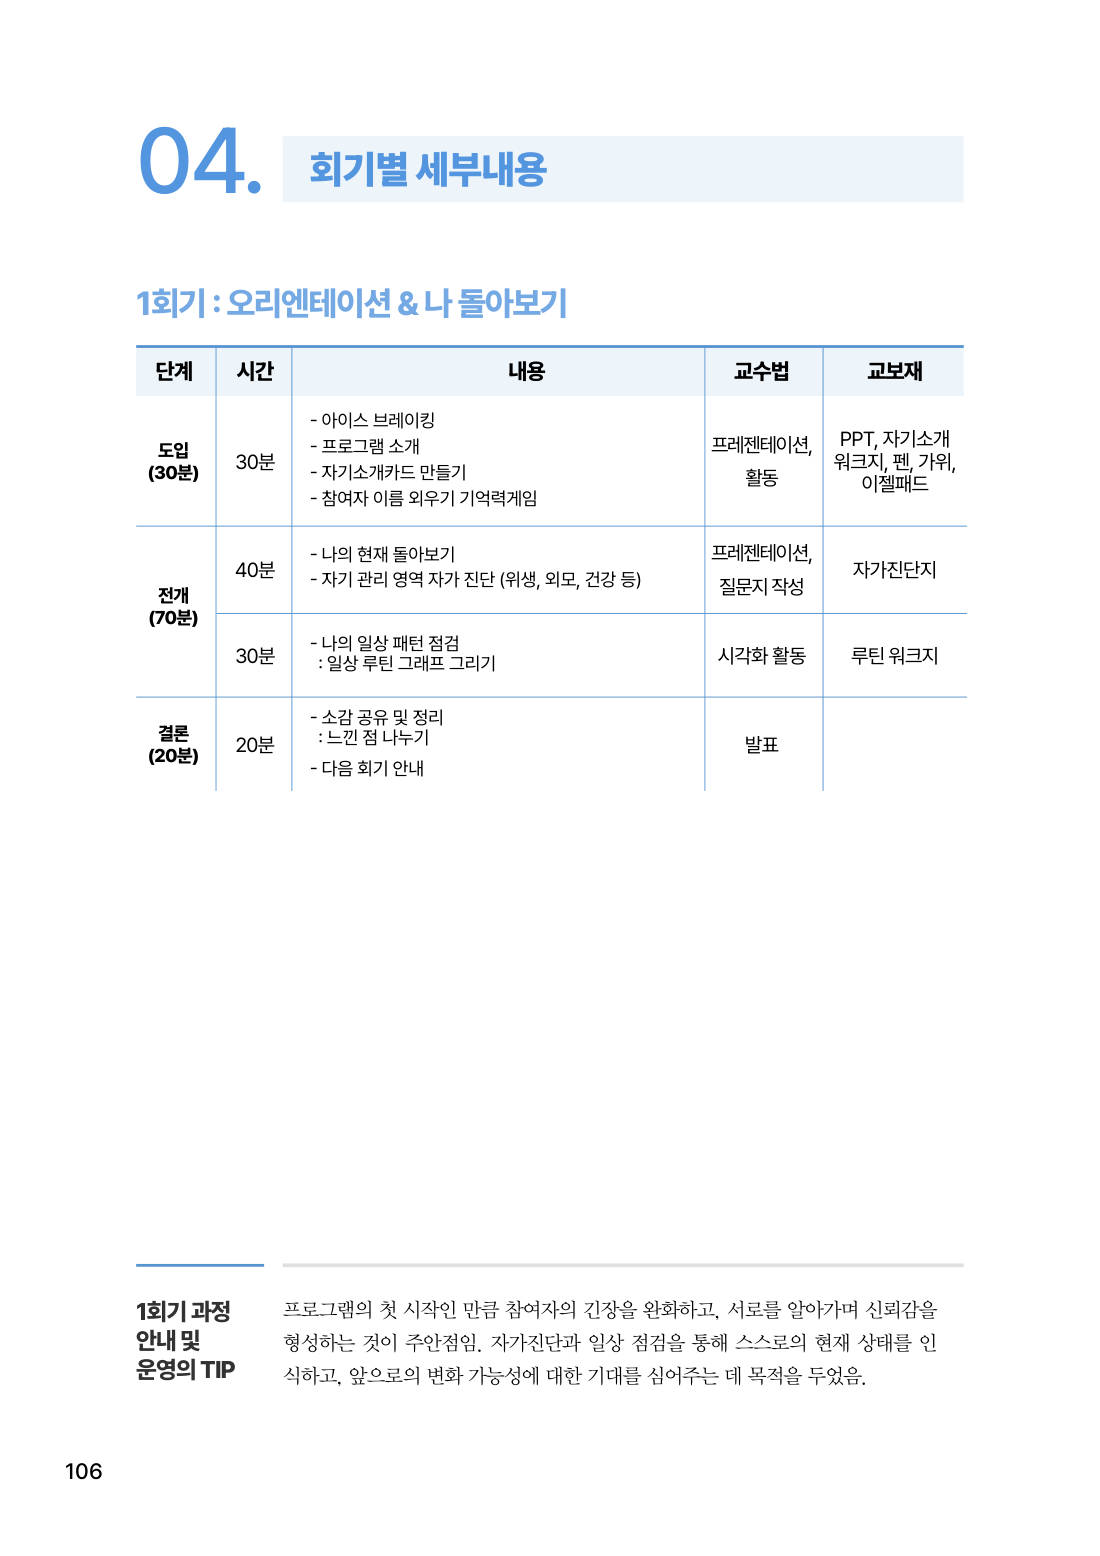 04. 회기별 세부내용
1회기 : 오리엔테이션 & 나 돌아보기
단계 시간 내용 교수법 교보재
도입
(30분)
30분
- 아이스 브레이킹
- 프로그램 소개
- 자기소개카드 만들기
- 참여자 이름 외우기 기억력게임
프레젠테이션,
활동
PPT, 자기소개
워크지, 펜, 가위,
이젤패드
전개
(70분)
40분
- 나의 현재 돌아보기
- 자기 관리 영역 자가 진단 (위생, 외모, 건강 등)
프레젠테이션,
질문지 작성
자가진단지
30분
- 나의 일상 패턴 점검
: 일상 루틴 그래프 그리기
시각화 활동
루틴 워크지
결론
(20분)
20분
- 소감 공유 및 정리
: 느낀 점 나누기
- 다음 회기 안내
발표
1회기 과정
안내 및
운영의 TIP
프로그램의 첫 시작인 만큼 참여자의 긴장을 완화하고, 서로를 알아가며 신뢰감을
형성하는 것이 주안점임. 자가진단과 일상 점검을 통해 스스로의 현재 상태를 인
식하고, 앞으로의 변화 가능성에 대한 기대를 심어주는 데 목적을 두었음.
106